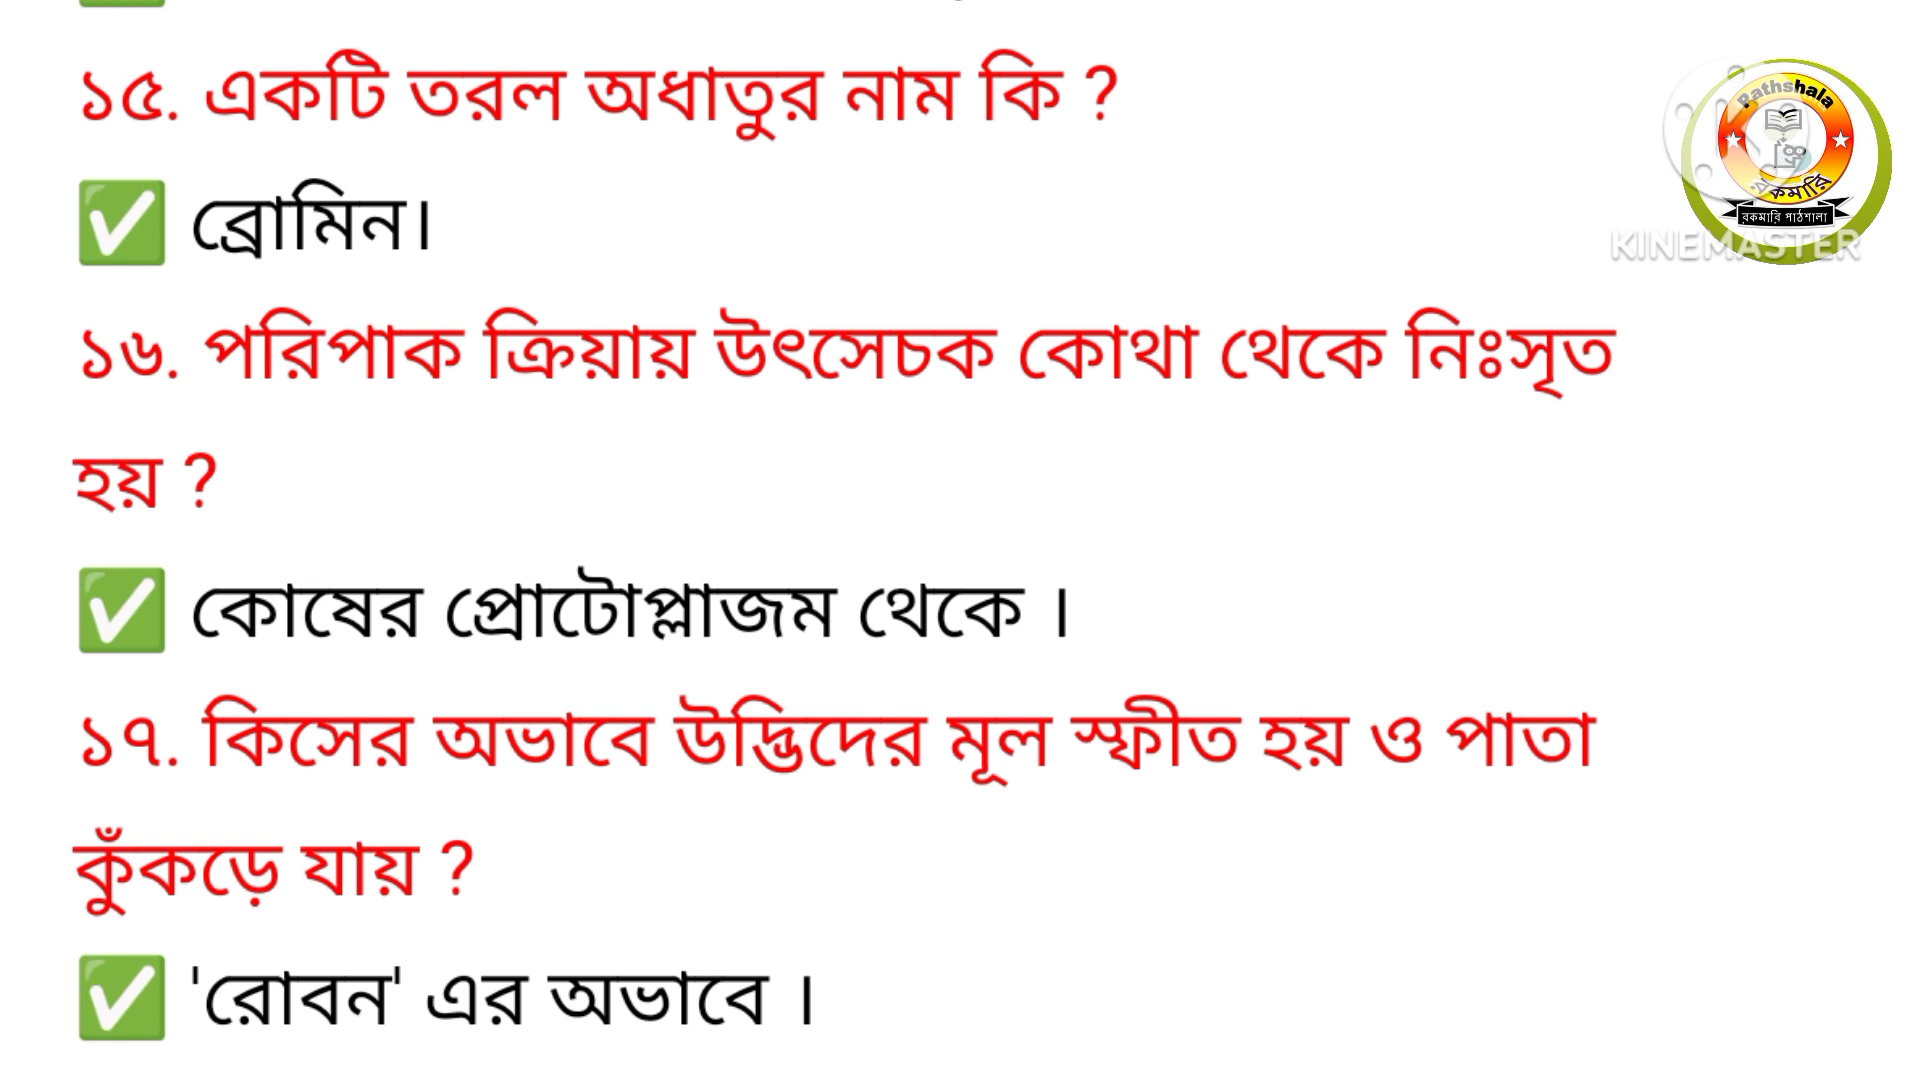 ১৫. একটি তরল অধাতুর নাম কি ?
Pathshala
✅ ব্রোমিন।
রকমারি
রকমারি পাঠশালা
KINEMASTER
১৬. পরিপাক ক্রিয়ায় উৎসেচক কোথা থেকে নিঃসৃত
হয় ?
✅ কোষের প্রোটোপ্লাজম থেকে ।
১৭. কিসের অভাবে উদ্ভিদের মূল স্ফীত হয় ও পাতা
কুঁকড়ে যায় ?
✅ 'রোবন' এর অভাবে ।